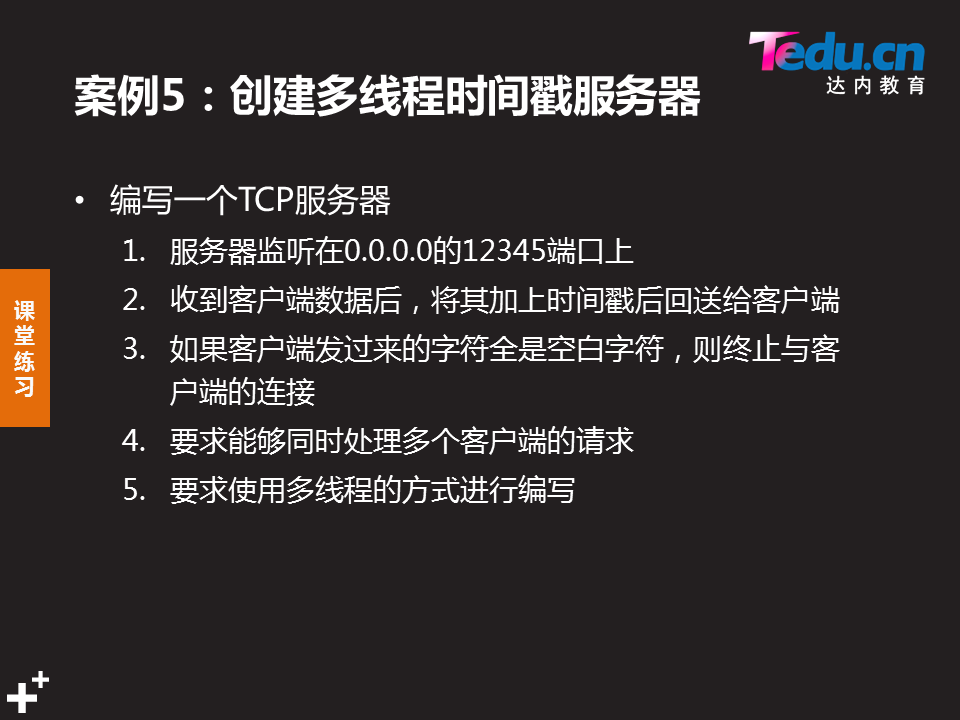 Tedu.cn
达内教育
案例5：创建多线程时间戳服务器
• 编写一个TCP服务器
1. 服务器监听在0.0.0.0的12345端口上
2. 收到客户端数据后，将其加上时间戳后回送给客户端
3. 如果客户端发过来的字符全是空白字符，则终止与客
户端的连接
4. 要求能够同时处理多个客户端的请求
5. 要求使用多线程的方式进行编写
课
堂
练
习